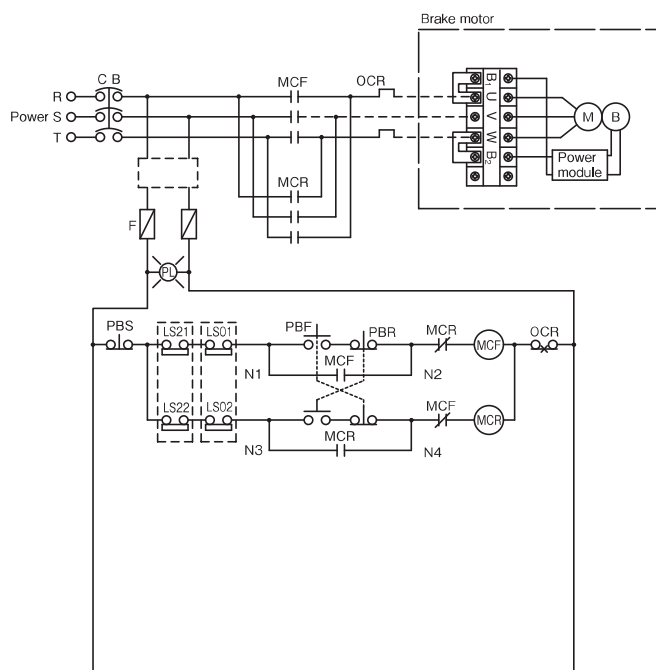 Brake motor
C B
MCF
OCR
R
Power S
T
B1
U
V
W
B2
M
B
Power
module
MCR
F
PL
PBS
LS21
LS01
PBF
PBR
MCR
MCF
OCR
MCF
N1
N2
LS22
LS02
MCF
MCR
MCR
N3
N4